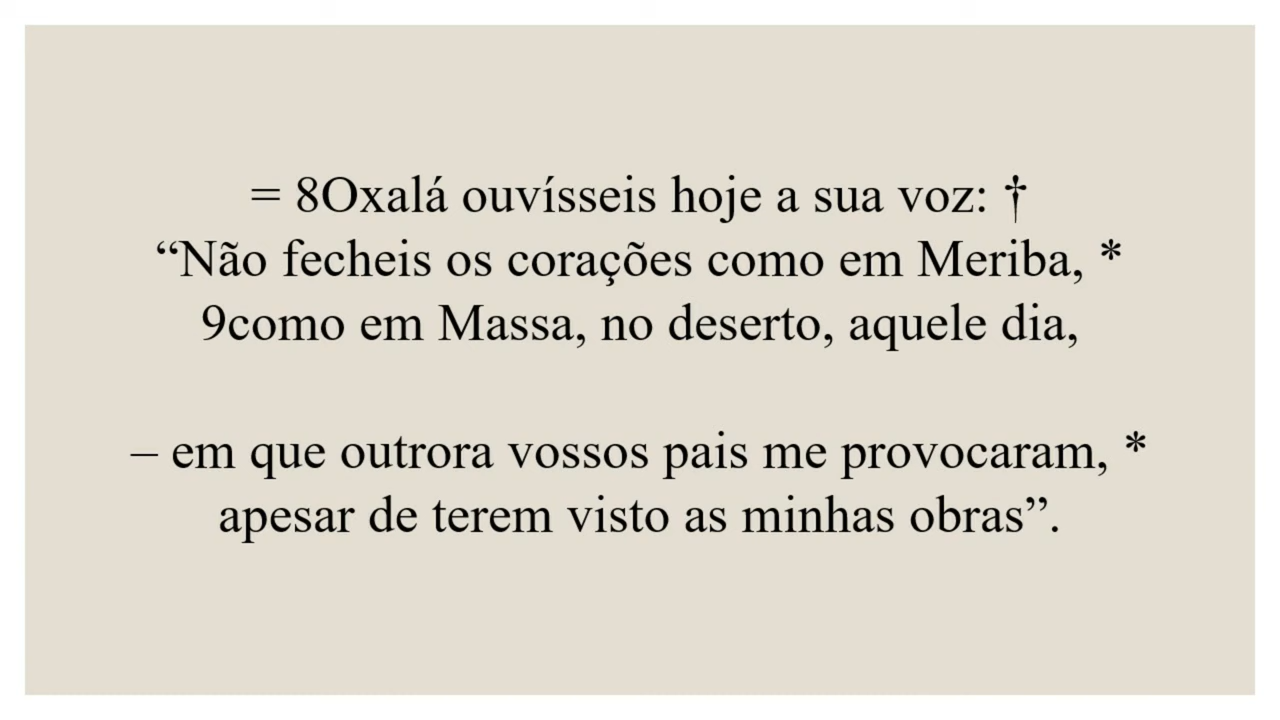 = 8Oxalá ouvísseis hoje a sua voz: †
“Não fecheis os corações como em Meriba, *
9como em Massa, no deserto, aquele dia,
– em que outrora vossos pais me provocaram, *
apesar de terem visto as minhas obras”.